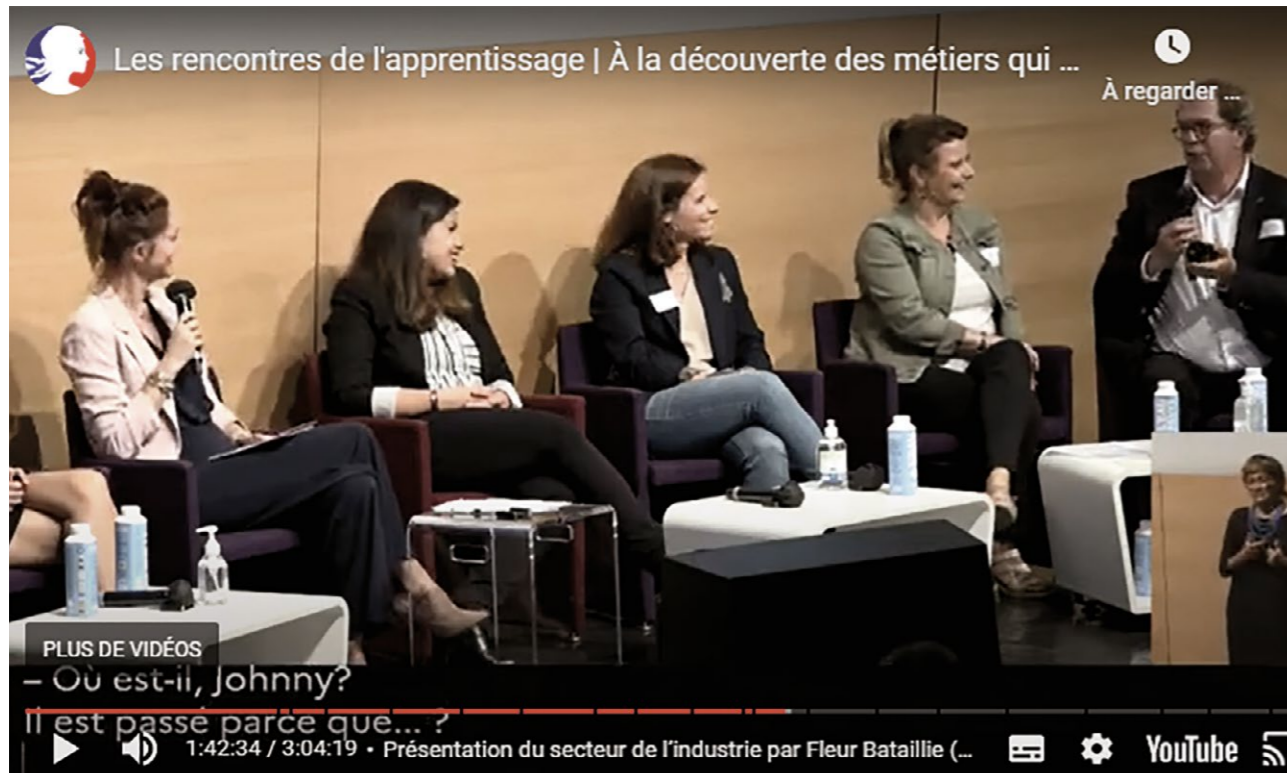 Les rencontres de l'apprentissage | À la découverte des métiers qui ...
À regarder ...
PLUS DE VIDÉOS
– Où est-il, Johnny?
Il est passé parce que... ?
1:42:34 / 3:04:19 • Présentation du secteur de l'industrie par Fleur Bataillie (...
YouTube